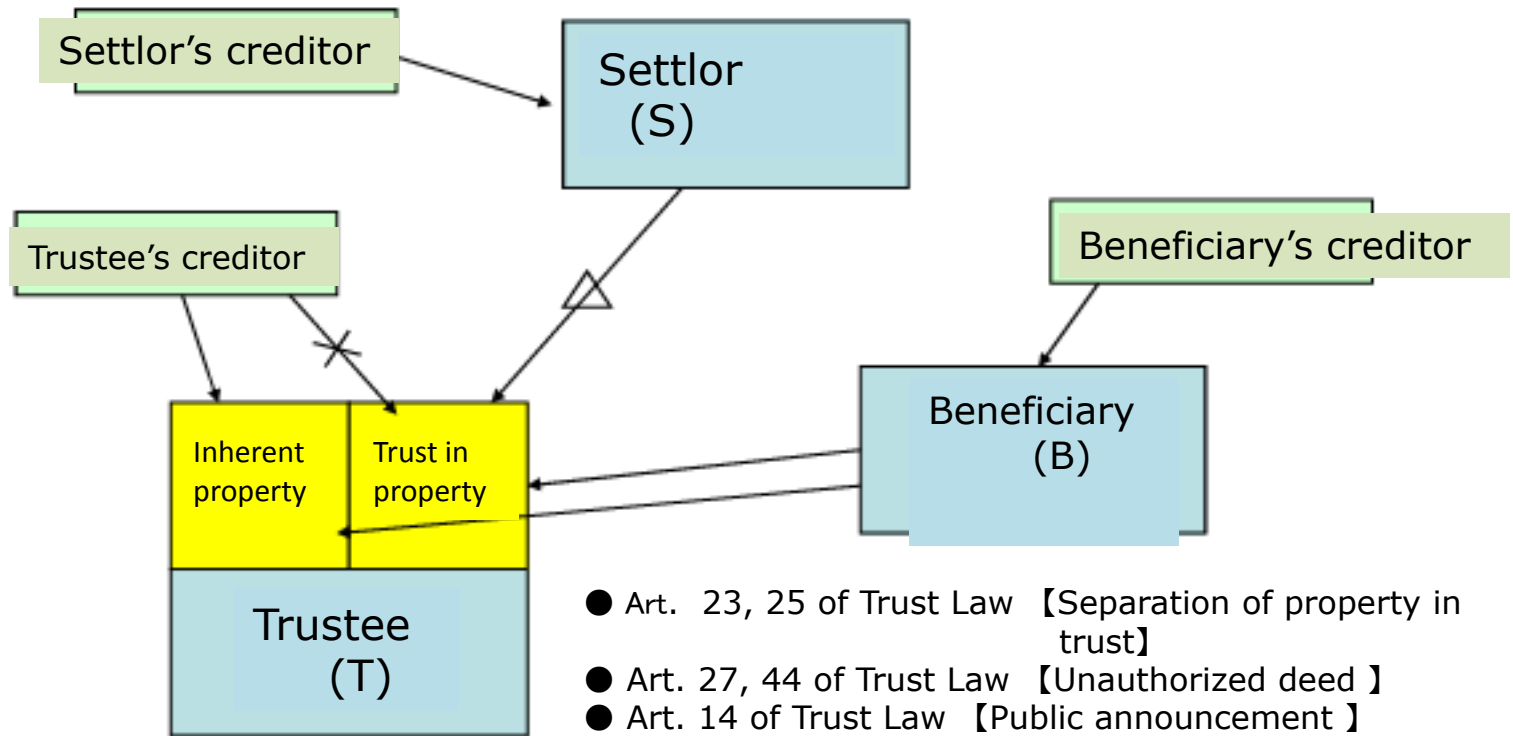 Settlor’s creditor
Settlor
(S)
Trustee’s creditor
Beneficiary’s creditor
Inherent
property
Trust in
property
Beneficiary
(B)
Trustee
(T)
● Art. 23, 25 of Trust Law 【Separation of property in
trust】
● Art. 27, 44 of Trust Law 【Unauthorized deed 】
● Art. 14 of Trust Law 【Public announcement 】